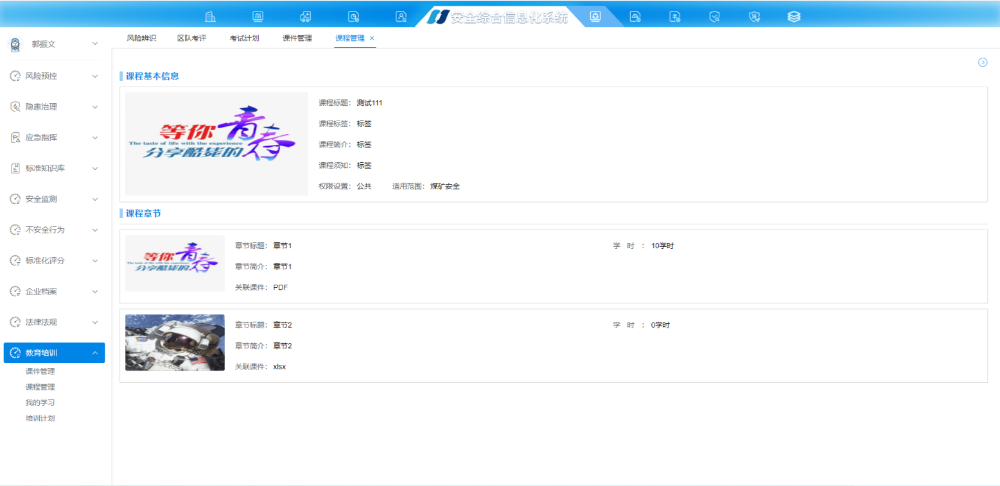 安全综合信息化系统
郭振文
风险辨识 区队考评 考试计划 课件管理 课程管理 ×
风险预控
隐患治理
应急指挥
标准知识库
安全监测
不安全行为
标准化评分
企业档案
法律法规
教育培训
课件管理
课程管理
我的学习
培训计划
课程基本信息
等你青春
The taste of life with the experience
分享酷毙的
课程标题： 测试111
课程标签： 标签
课程简介： 标签
课程须知： 标签
权限设置： 公共 适用范围： 煤矿安全
课程章节
等你青春
The taste of life with the experience
分享酷毙的
章节标题： 章节1 学 时 ： 10学时
章节简介： 章节1
关联课件： PDF
章节标题： 章节2 学 时 ： 0学时
章节简介： 章节2
关联课件： xlsx